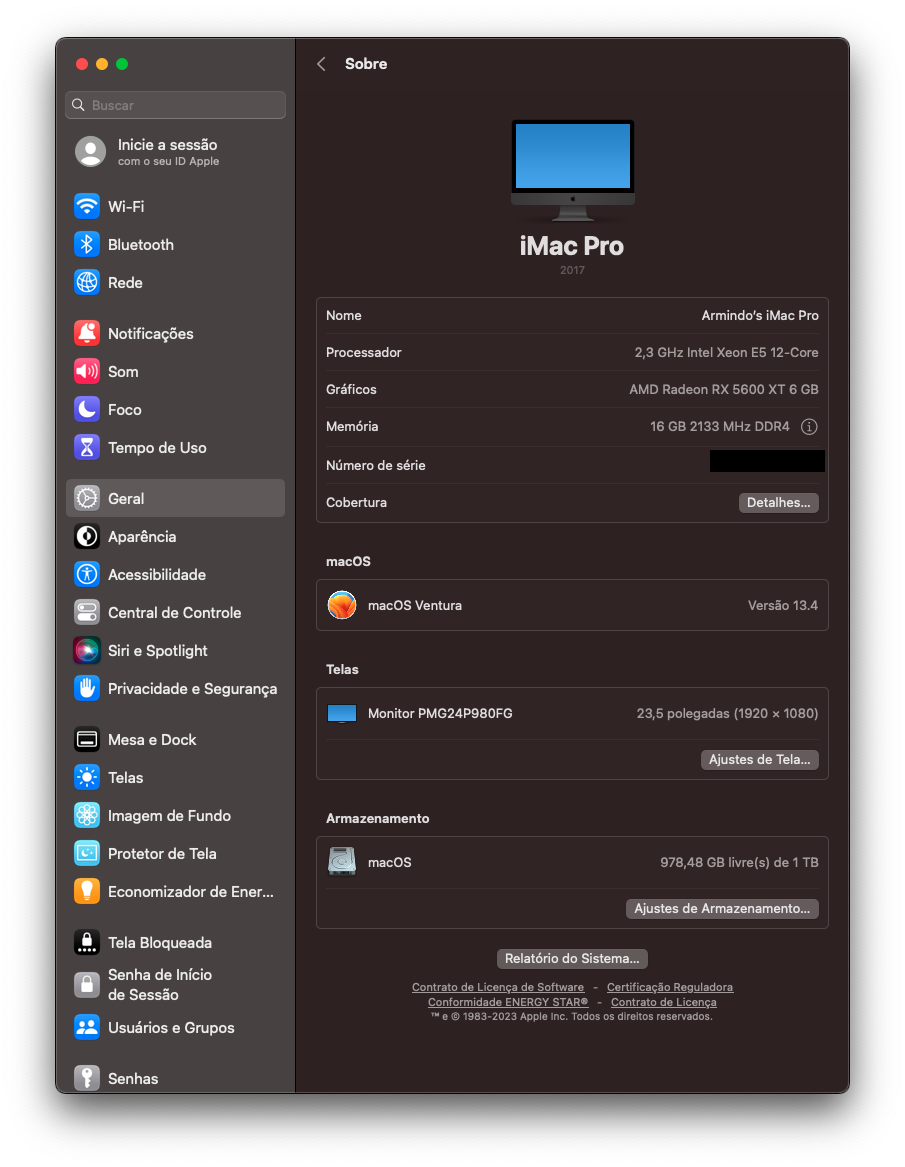 Sobre
Buscar
Inicie a sessão
com o seu ID Apple
Wi-Fi
Bluetooth
Rede
Notificações
Som
Foco
Tempo de Uso
Geral
Aparência
Acessibilidade
Central de Controle
Siri e Spotlight
Privacidade e Segurança
Mesa e Dock
Telas
Imagem de Fundo
Protetor de Tela
Economizador de Ener...
Tela Bloqueada
Senha de Início
de Sessão
Usuários e Grupos
Senhas
iMac Pro
2017
Nome Armindo's iMac Pro
Processador 2,3 GHz Intel Xeon E5 12-Core
Gráficos AMD Radeon RX 5600 XT 6 GB
Memória 16 GB 2133 MHz DDR4
Número de série
Cobertura Detalhes...
macOS
macOS Ventura Versão 13.4
Telas
Monitor PMG24P980FG 23,5 polegadas (1920 × 1080)
Ajustes de Tela...
Armazenamento
macOS 978,48 GB livre(s) de 1 TB
Ajustes de Armazenamento...
Relatório do Sistema...
Contrato de Licença de Software - Certificação Reguladora
Conformidade ENERGY STAR® - Contrato de Licença
™ e © 1983-2023 Apple Inc. Todos os direitos reservados.